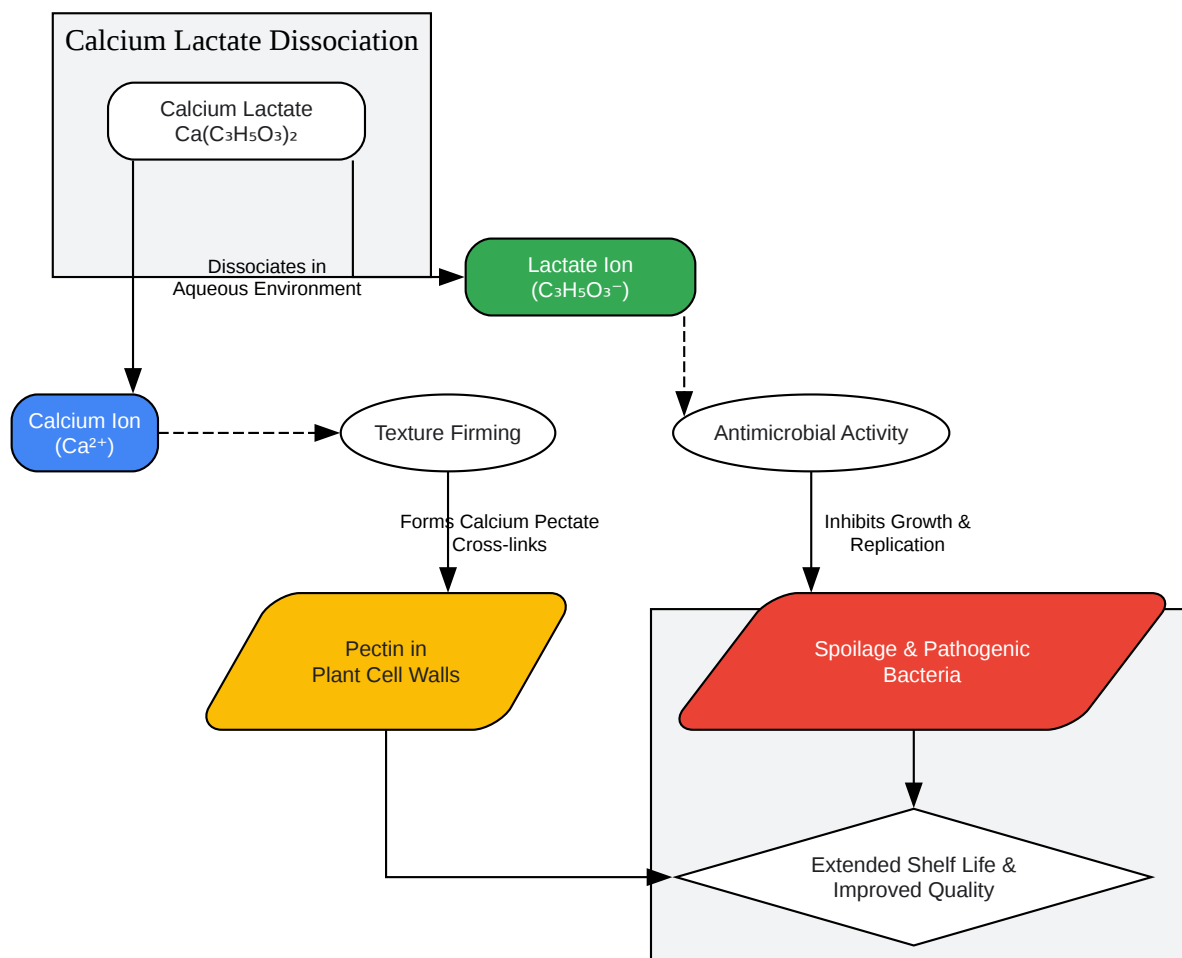 Calcium Lactate Dissociation
Calcium Lactate
Ca(C₃H₅O₃)₂
Dissociates in
Aqueous Environment
Lactate Ion
(C₃H₅O₃⁻)
Calcium Ion
(Ca²⁺)
Texture Firming
Antimicrobial Activity
Forms Calcium Pectate
Cross-links
Inhibits Growth &
Replication
Pectin in
Plant Cell Walls
Spoilage & Pathogenic
Bacteria
Extended Shelf Life &
Improved Quality